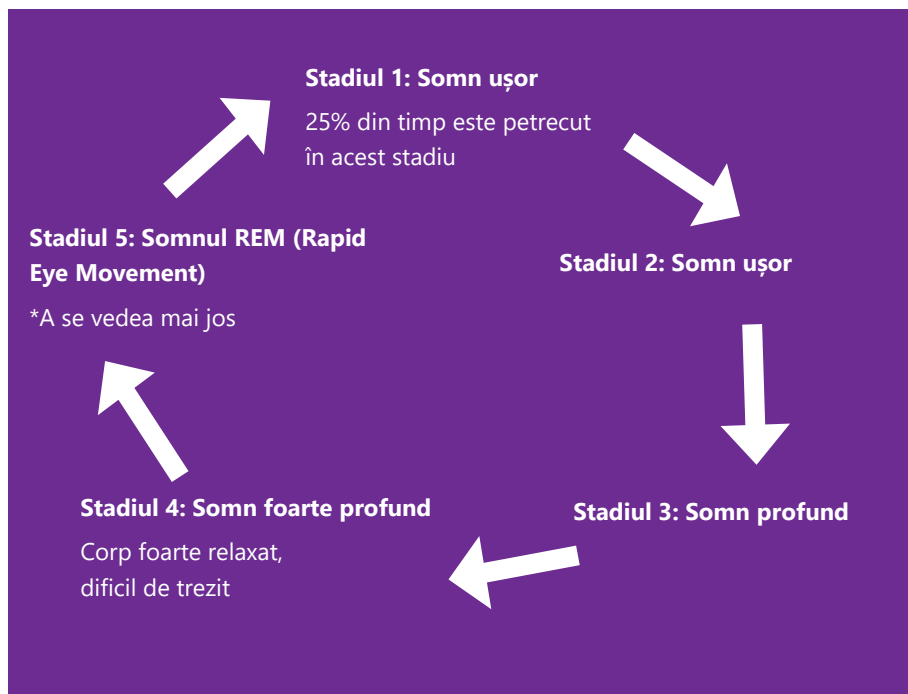 Stadiul 1: Somn ușor
25% din timp este petrecut
în acest stadiu
Stadiul 2: Somn ușor
Stadiul 3: Somn profund
Stadiul 4: Somn foarte profund
Corp foarte relaxat,
dificil de trezit
Stadiul 5: Somnul REM (Rapid
Eye Movement)
*A se vedea mai jos